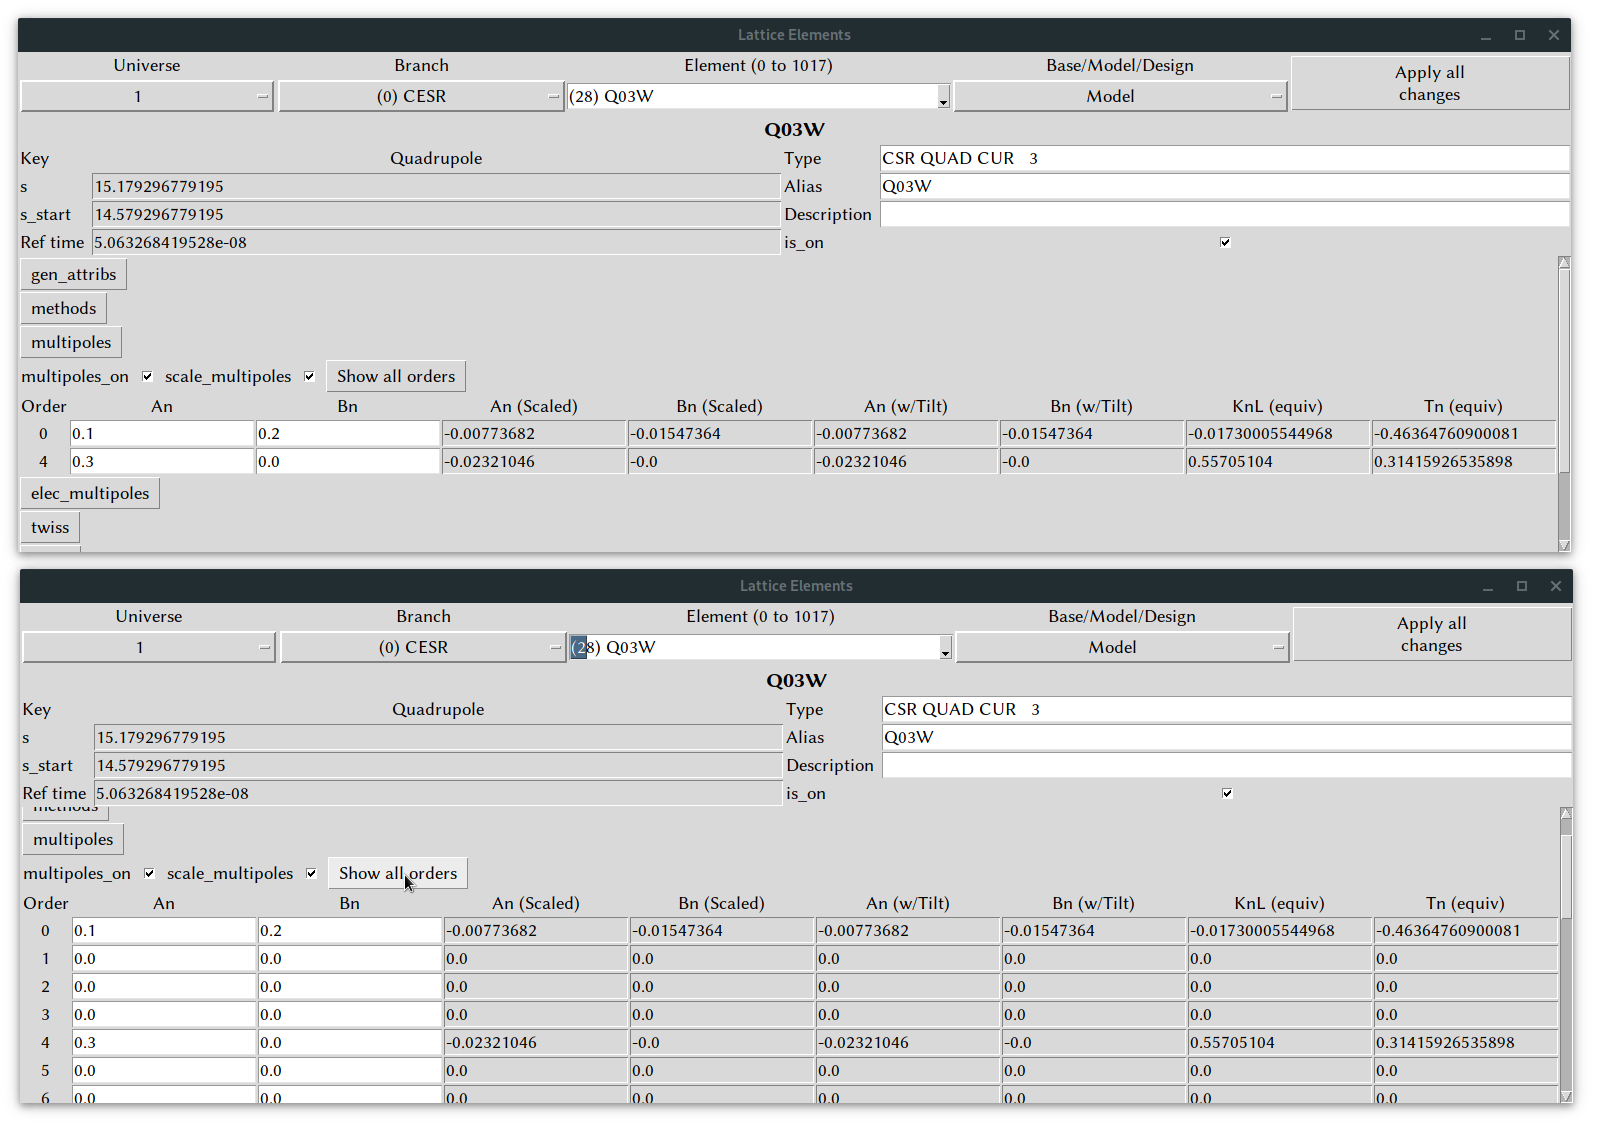 Lattice Elements
Universe Branch Element (0 to 1017) Base/Model/Design Apply all changes
1 (0) CESR (28) Q03W Model
Q03W
Key Quadrupole Type CSR QUAD CUR 3
s 15.179296779195 Alias Q03W
s_start 14.579296779195 Description
Ref time 5.063268419528e-08 is_on
gen_attribs
methods
multipoles
multipoles_on scale_multipoles Show all orders
Order An Bn An (Scaled) Bn (Scaled) An (w/Tilt) Bn (w/Tilt) KnL (equiv) Tn (equiv)
0 0.1 0.2 -0.00773682 -0.01547364 -0.00773682 -0.01547364 -0.01730005544968 -0.46364760900081
4 0.3 0.0 -0.02321046 -0.0 -0.02321046 -0.0 0.55705104 0.31415926535898
elec_multipoles
twiss
Lattice Elements
Universe Branch Element (0 to 1017) Base/Model/Design Apply all changes
1 (0) CESR (28) Q03W Model
Q03W
Key Quadrupole Type CSR QUAD CUR 3
s 15.179296779195 Alias Q03W
s_start 14.579296779195 Description
Ref time 5.063268419528e-08 is_on
methods
multipoles
multipoles_on scale_multipoles Show all orders
Order An Bn An (Scaled) Bn (Scaled) An (w/Tilt) Bn (w/Tilt) KnL (equiv) Tn (equiv)
0 0.1 0.2 -0.00773682 -0.01547364 -0.00773682 -0.01547364 -0.01730005544968 -0.46364760900081
1 0.0 0.0 0.0 0.0 0.0 0.0 0.0 0.0
2 0.0 0.0 0.0 0.0 0.0 0.0 0.0 0.0
3 0.0 0.0 0.0 0.0 0.0 0.0 0.0 0.0
4 0.3 0.0 -0.02321046 -0.0 -0.02321046 -0.0 0.55705104 0.31415926535898
5 0.0 0.0 0.0 0.0 0.0 0.0 0.0 0.0
6 0.0 0.0 0.0 0.0 0.0 0.0 0.0 0.0